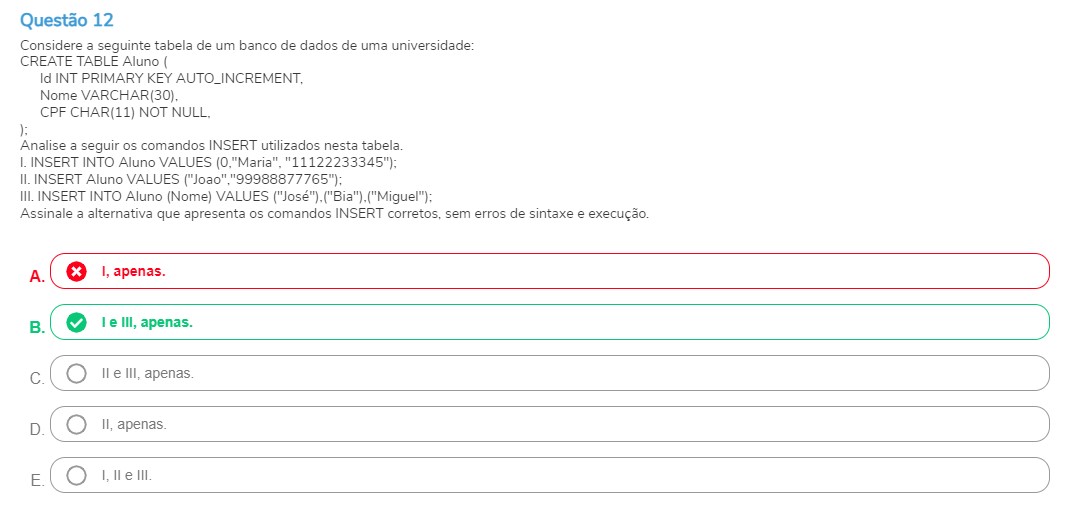 Questão 12
Considere a seguinte tabela de um banco de dados de uma universidade:
CREATE TABLE Aluno (
Id INT PRIMARY KEY AUTO_INCREMENT,
Nome VARCHAR(30),
CPF CHAR(11) NOT NULL,
);
Analise a seguir os comandos INSERT utilizados nesta tabela.
I. INSERT INTO Aluno VALUES (0,"Maria", "11122233345");
II. INSERT Aluno VALUES ("Joao","99988877765");
III. INSERT INTO Aluno (Nome) VALUES ("José"),("Bia"),("Miguel");
Assinale a alternativa que apresenta os comandos INSERT corretos, sem erros de sintaxe e execução.
A. I, apenas.
B. I e III, apenas.
C. II e III, apenas.
D. II, apenas.
E. I, II e III.